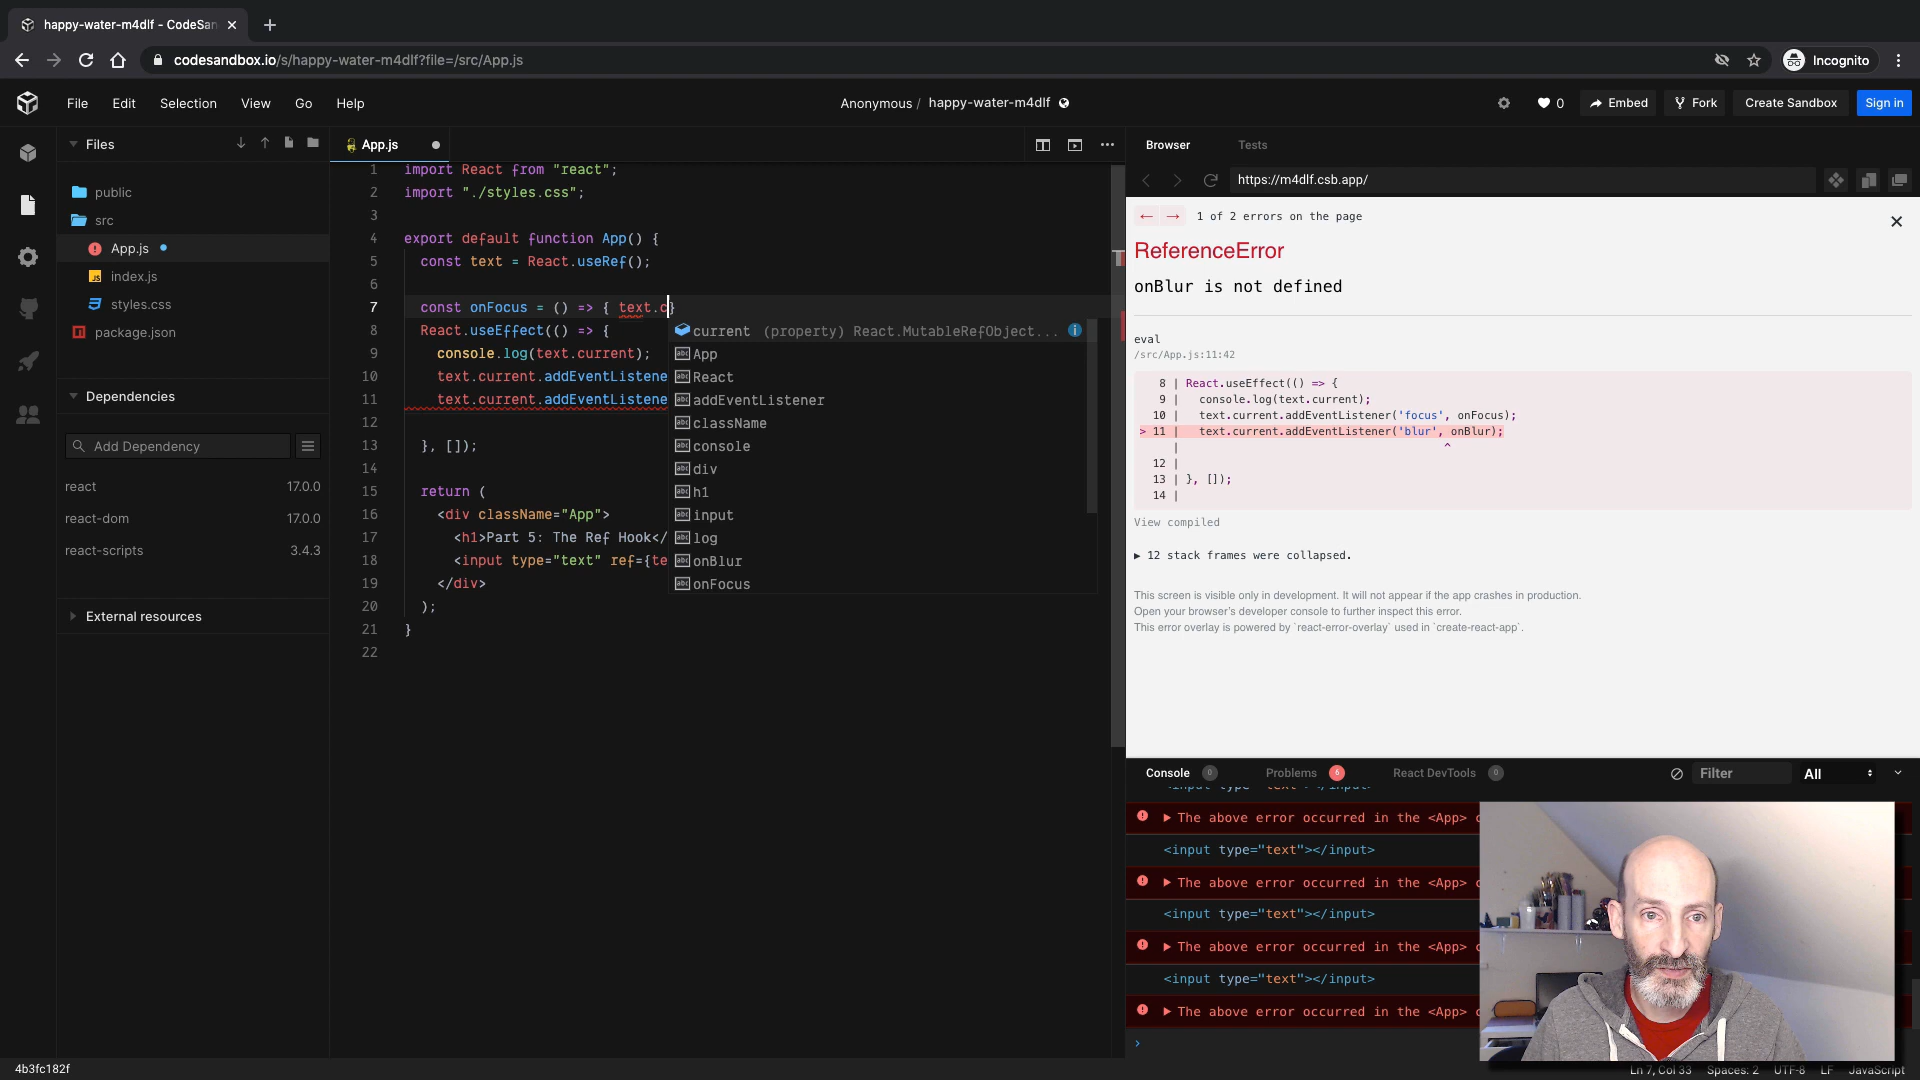 happy-water-m4dlf - CodeSan
codesandbox.io/s/happy-water-m4dlf?file=/src/App.js
Incognito
File Edit Selection View Go Help
Anonymous / happy-water-m4dlf
0 Embed Fork Create Sandbox Sign in
Files
public
src
App.js
index.js
styles.css
package.json
Dependencies
Add Dependency
react 17.0.0
react-dom 17.0.0
react-scripts 3.4.3
External resources
4b3fc182f
App.js
1 import React from "react";
2 import "./styles.css";
3
4 export default function App() {
5 const text = React.useRef();
6
7 const onFocus = () => { text.c}
8 React.useEffect(() => {
9 console.log(text.current);
10 text.current.addEventListene
11 text.current.addEventListene
12
13 }, []);
14
15 return (
16 <div className="App">
17 <h1>Part 5: The Ref Hook</
18 <input type="text" ref={te
19 </div>
20 );
21 }
22
current (property) React.MutableRefObject...
App
React
addEventListener
className
console
div
h1
input
log
onBlur
onFocus
Browser Tests
https://m4dlf.csb.app/
← → 1 of 2 errors on the page
ReferenceError
onBlur is not defined
eval
/src/App.js:11:42
8 | React.useEffect(() => {
9 | console.log(text.current);
10 | text.current.addEventListener('focus', onFocus);
> 11 | text.current.addEventListener('blur', onBlur);
| ^
12 |
13 | }, []);
14 |
View compiled
▶ 12 stack frames were collapsed.
This screen is visible only in development. It will not appear if the app crashes in production.
Open your browser's developer console to further inspect this error.
This error overlay is powered by `react-error-overlay` used in `create-react-app`.
Console 0 Problems 6 React DevTools 0 Filter All
<input type="text"></input>
▶ The above error occurred in the <App> c
<input type="text"></input>
▶ The above error occurred in the <App> c
<input type="text"></input>
▶ The above error occurred in the <App> c
<input type="text"></input>
▶ The above error occurred in the <App> c
›
Ln 7, Col 33 Spaces: 2 UTF-8 LF JavaScript